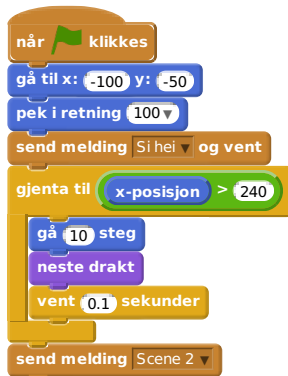 når klikkes
gå til x: -100 y: -50
pek i retning 100
send melding Si hei og vent
gjenta til x-posisjon > 240
gå 10 steg
neste drakt
vent 0.1 sekunder
send melding Scene 2